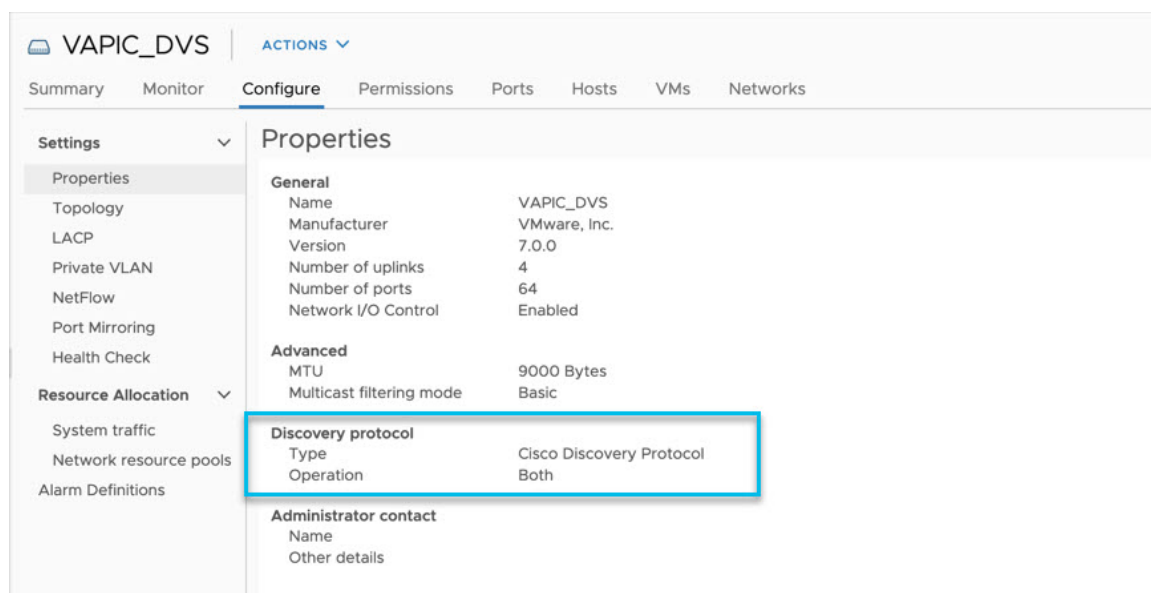 VAPIC_DVS ACTIONS
Summary Monitor Configure Permissions Ports Hosts VMs Networks
Settings
Properties
Topology
LACP
Private VLAN
NetFlow
Port Mirroring
Health Check
Resource Allocation
System traffic
Network resource pools
Alarm Definitions
Properties
General
Name VAPIC_DVS
Manufacturer VMware, Inc.
Version 7.0.0
Number of uplinks 4
Number of ports 64
Network I/O Control Enabled
Advanced
MTU 9000 Bytes
Multicast filtering mode Basic
Discovery protocol
Type Cisco Discovery Protocol
Operation Both
Administrator contact
Name
Other details